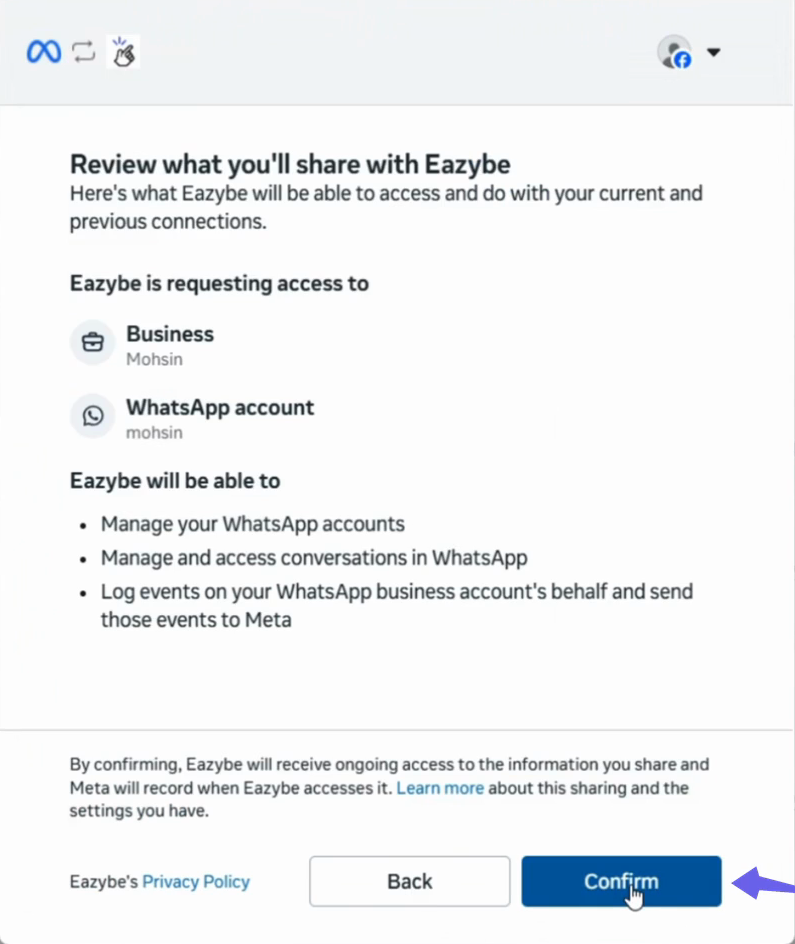 Review what you'll share with Eazybe
Here's what Eazybe will be able to access and do with your current and
previous connections.
Eazybe is requesting access to
Business
Mohsin
WhatsApp account
mohsin
Eazybe will be able to
• Manage your WhatsApp accounts
• Manage and access conversations in WhatsApp
• Log events on your WhatsApp business account's behalf and send
those events to Meta
By confirming, Eazybe will receive ongoing access to the information you share and
Meta will record when Eazybe accesses it. Learn more about this sharing and the
settings you have.
Eazybe's Privacy Policy
Back
Confirm